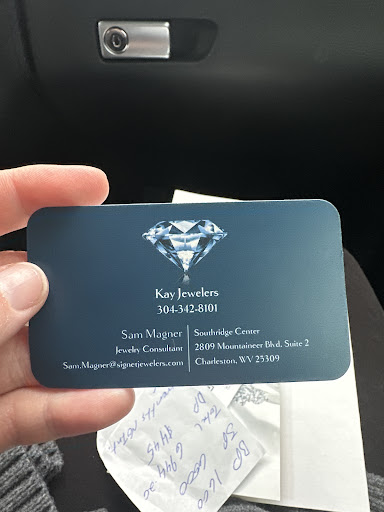 Kay Jewelers
304-342-8101
Sam Magner
Jewelry Consultant
Sam.Magner@signetjewelers.com
Southridge Center
2809 Mountaineer Blvd. Suite 2
Charleston, WV 25309